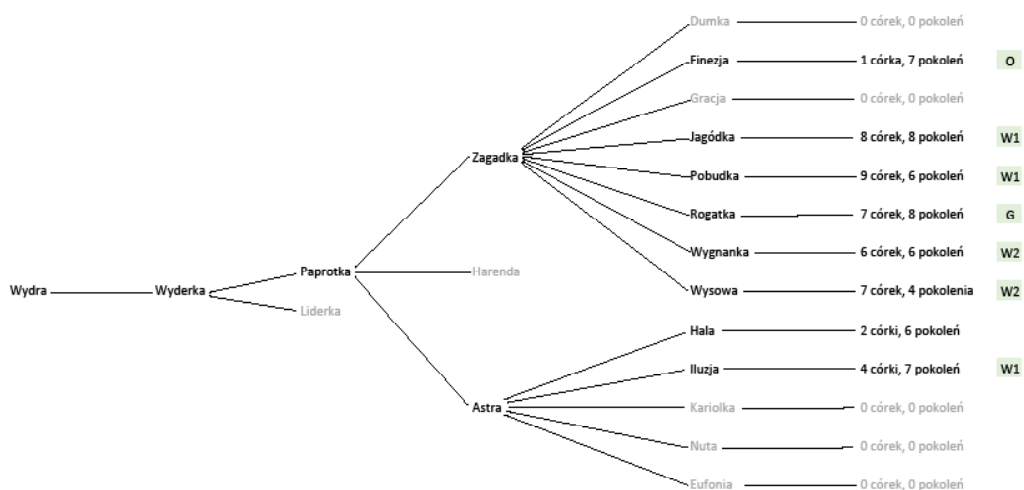 Dumka 0 córek, 0 pokoleń
Finezja 1 córka, 7 pokoleń O
Gracja 0 córek, 0 pokoleń
Jagódka 8 córek, 8 pokoleń W1
Zagadka
Pobudka 9 córek, 6 pokoleń W1
Rogatka 7 córek, 8 pokoleń G
Wygnanka 6 córek, 6 pokoleń W2
Paprotka Harenda
Wydra Wyderka Wysowa 7 córek, 4 pokolenia W2
Liderka
Hala 2 córki, 6 pokoleń
Iluzja 4 córki, 7 pokoleń W1
Astra Kariolka 0 córek, 0 pokoleń
Nuta 0 córek, 0 pokoleń
Eufonia 0 córek, 0 pokoleń